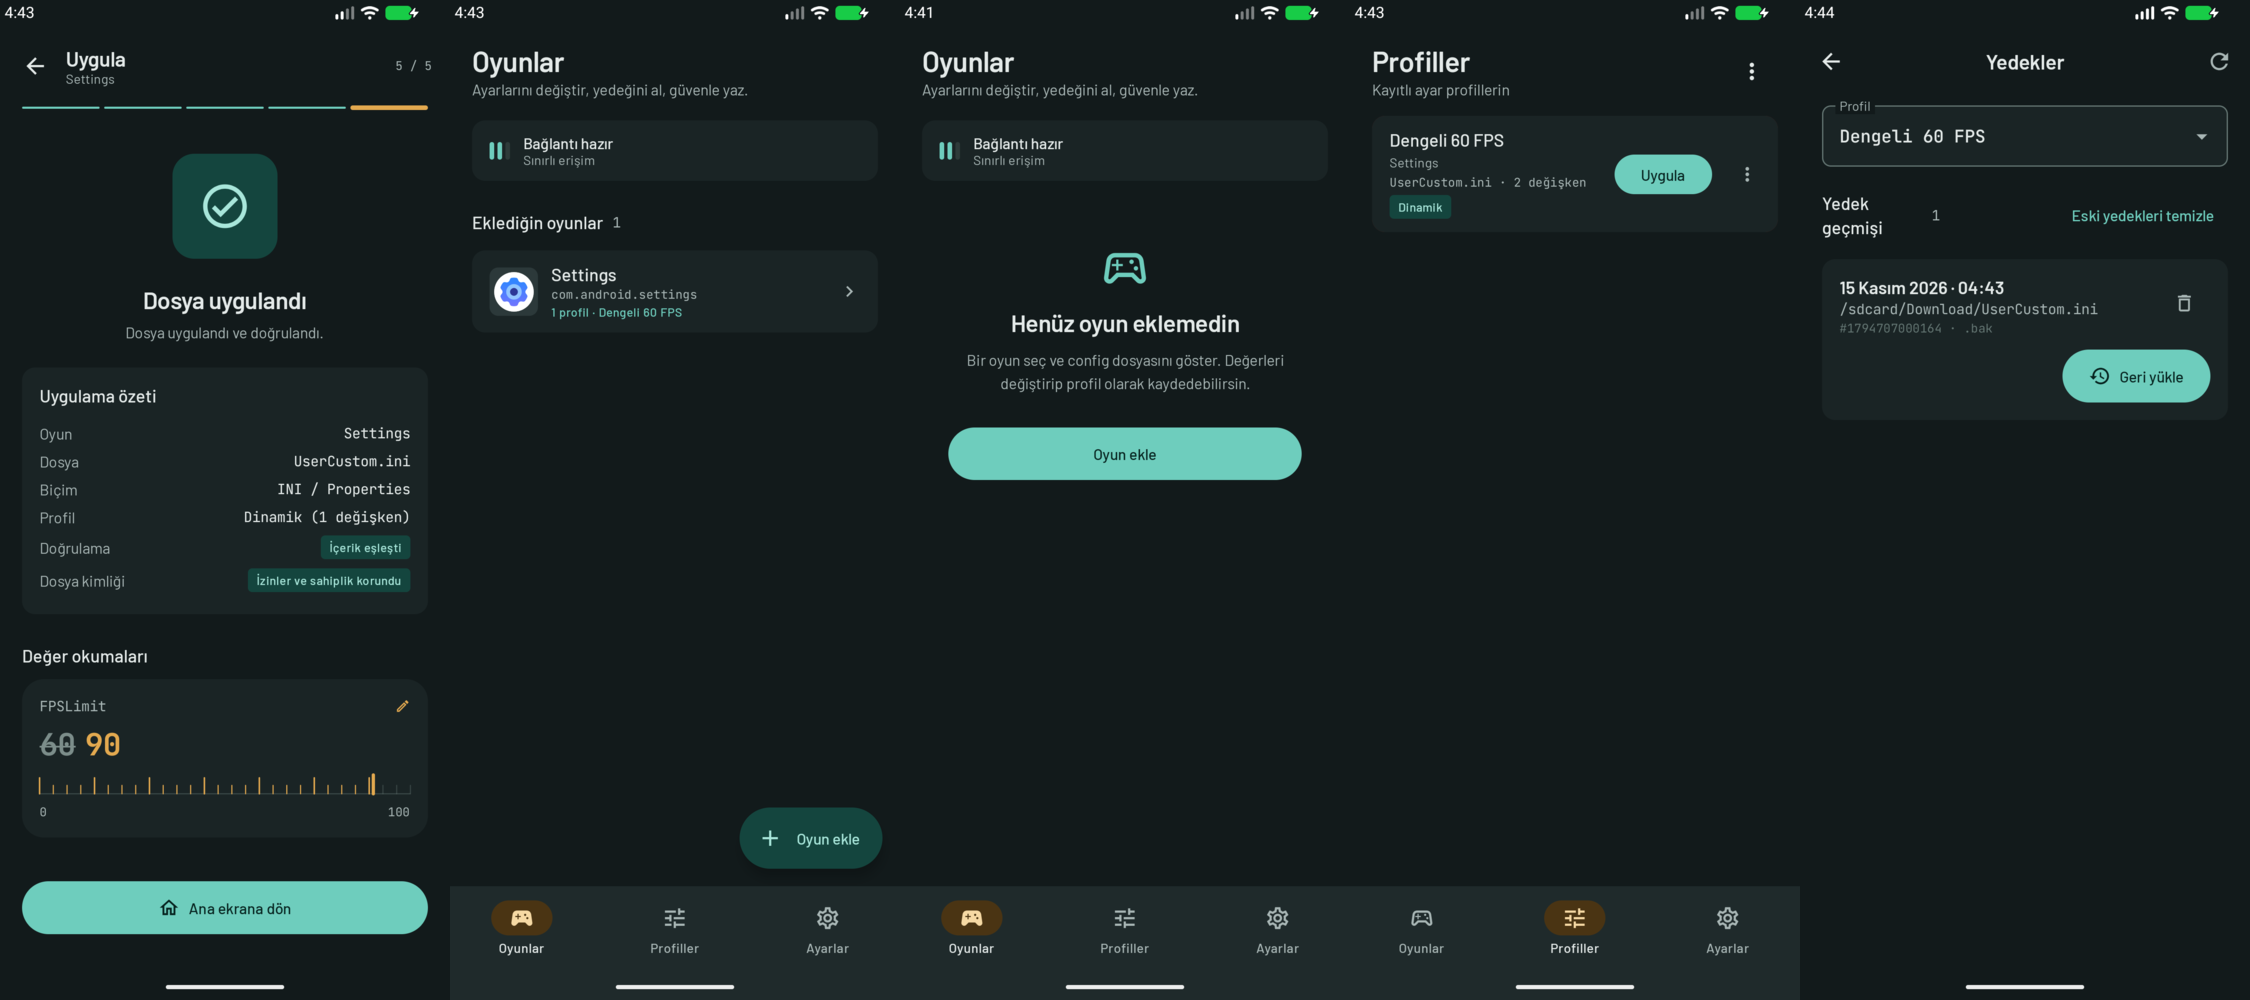 4:43
Uygula
Settings
5 / 5
Dosya uygulandı
Dosya uygulandı ve doğrulandı.
Uygulama özeti
Oyun Settings
Dosya UserCustom.ini
Biçim INI / Properties
Profil Dinamik (1 değişken)
Doğrulama İçerik eşleşti
Dosya kimliği İzinler ve sahiplik korundu
Değer okumaları
FPSLimit
60 90
0 100
Ana ekrana dön
4:43
Oyunlar
Ayarlarını değiştir, yedeğini al, güvenle yaz.
Bağlantı hazır
Sınırlı erişim
Eklediğin oyunlar 1
Settings
com.android.settings
1 profil · Dengeli 60 FPS
Oyun ekle
Oyunlar Profiller Ayarlar
4:41
Oyunlar
Ayarlarını değiştir, yedeğini al, güvenle yaz.
Bağlantı hazır
Sınırlı erişim
Henüz oyun eklemedin
Bir oyun seç ve config dosyasını göster. Değerleri
değiştirip profil olarak kaydedebilirsin.
Oyun ekle
Oyunlar Profiller Ayarlar
4:43
Profiller
Kayıtlı ayar profillerin
Dengeli 60 FPS
Settings
UserCustom.ini · 2 değişken
Dinamik
Uygula
Oyunlar Profiller Ayarlar
4:44
Yedekler
Profil
Dengeli 60 FPS
Yedek
geçmişi
1
Eski yedekleri temizle
15 Kasım 2026 · 04:43
/sdcard/Download/UserCustom.ini
#1794707000164 · .bak
Geri yükle